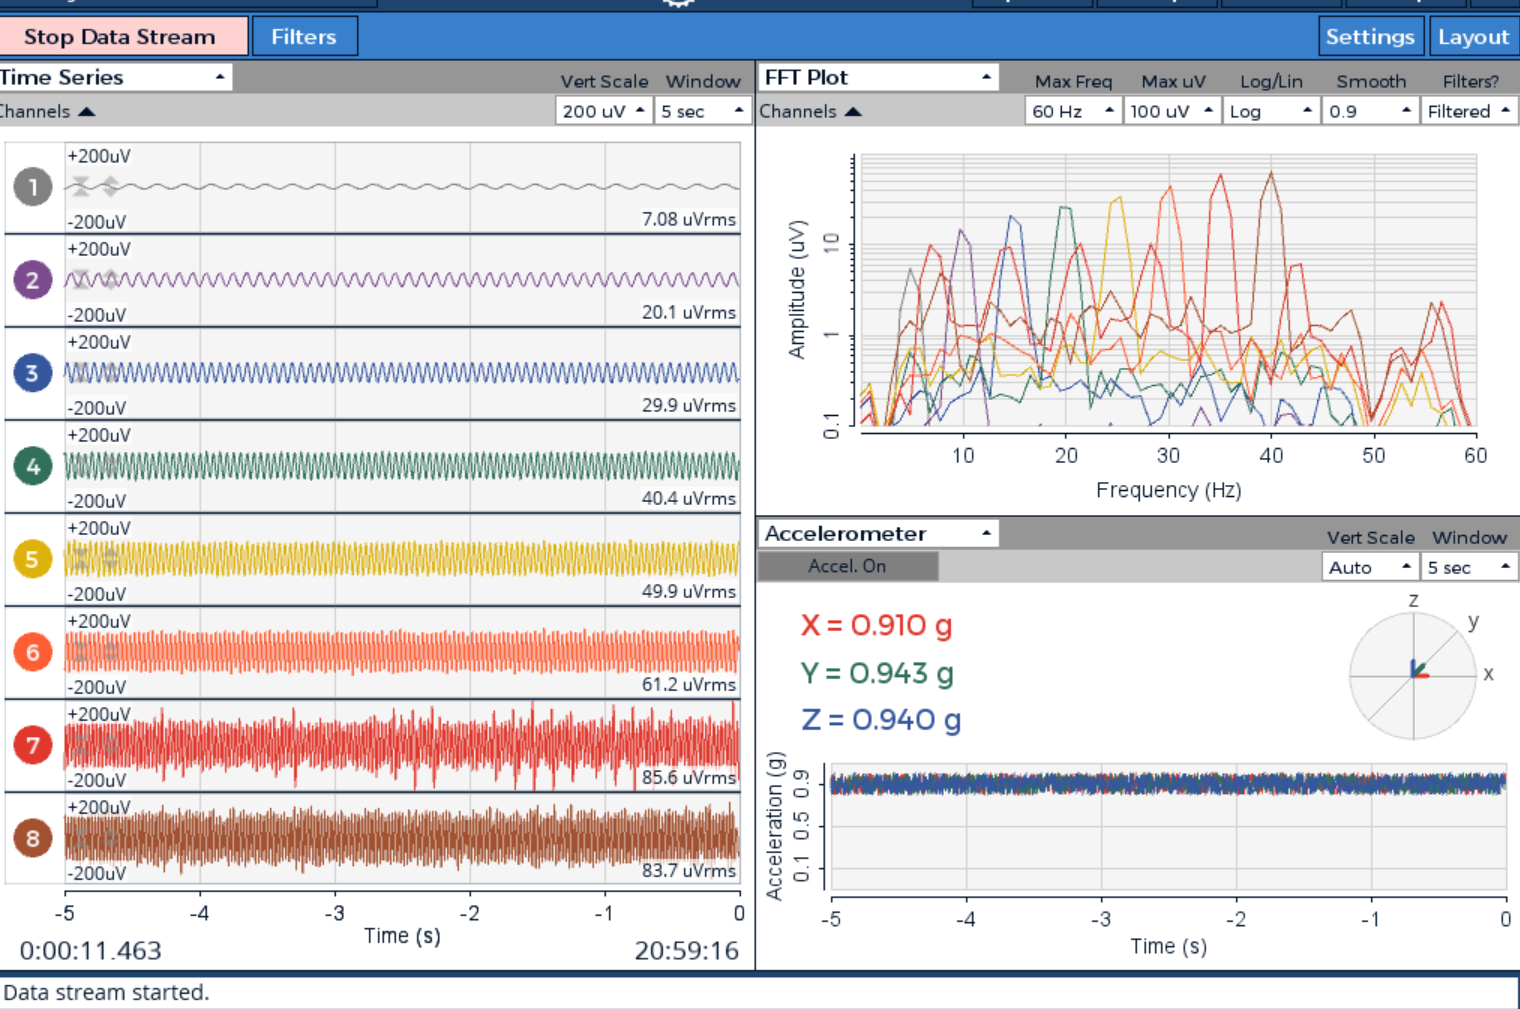 Stop Data Stream Filters Settings Layout
Time Series
Vert Scale Window
Channels 200 uV 5 sec
+200uV
1
-200uV 7.08 uVrms
+200uV
2
-200uV 20.1 uVrms
+200uV
3
-200uV 29.9 uVrms
+200uV
4
-200uV 40.4 uVrms
+200uV
5
-200uV 49.9 uVrms
+200uV
6
-200uV 61.2 uVrms
+200uV
7
-200uV 85.6 uVrms
+200uV
8
-200uV 83.7 uVrms
-5 -4 -3 -2 -1 0
Time (s)
0:00:11.463 20:59:16
FFT Plot
Max Freq Max uV Log/Lin Smooth Filters?
Channels 60 Hz 100 uV Log 0.9 Filtered
Amplitude (uV)
10
1
0.1
10 20 30 40 50 60
Frequency (Hz)
Accelerometer
Vert Scale Window
Accel. On Auto 5 sec
X = 0.910 g
Y = 0.943 g
Z = 0.940 g
z
y
x
Acceleration (g)
0.9
0.5
0.1
-5 -4 -3 -2 -1 0
Time (s)
Data stream started.